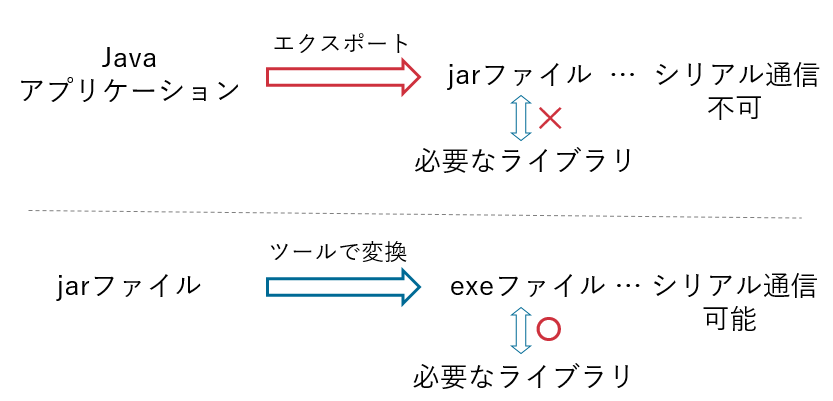 エクスポート
Java
アプリケーション
jarファイル … シリアル通信
不可
×
必要なライブラリ
ツールで変換
jarファイル
exeファイル … シリアル通信
可能
○
必要なライブラリ